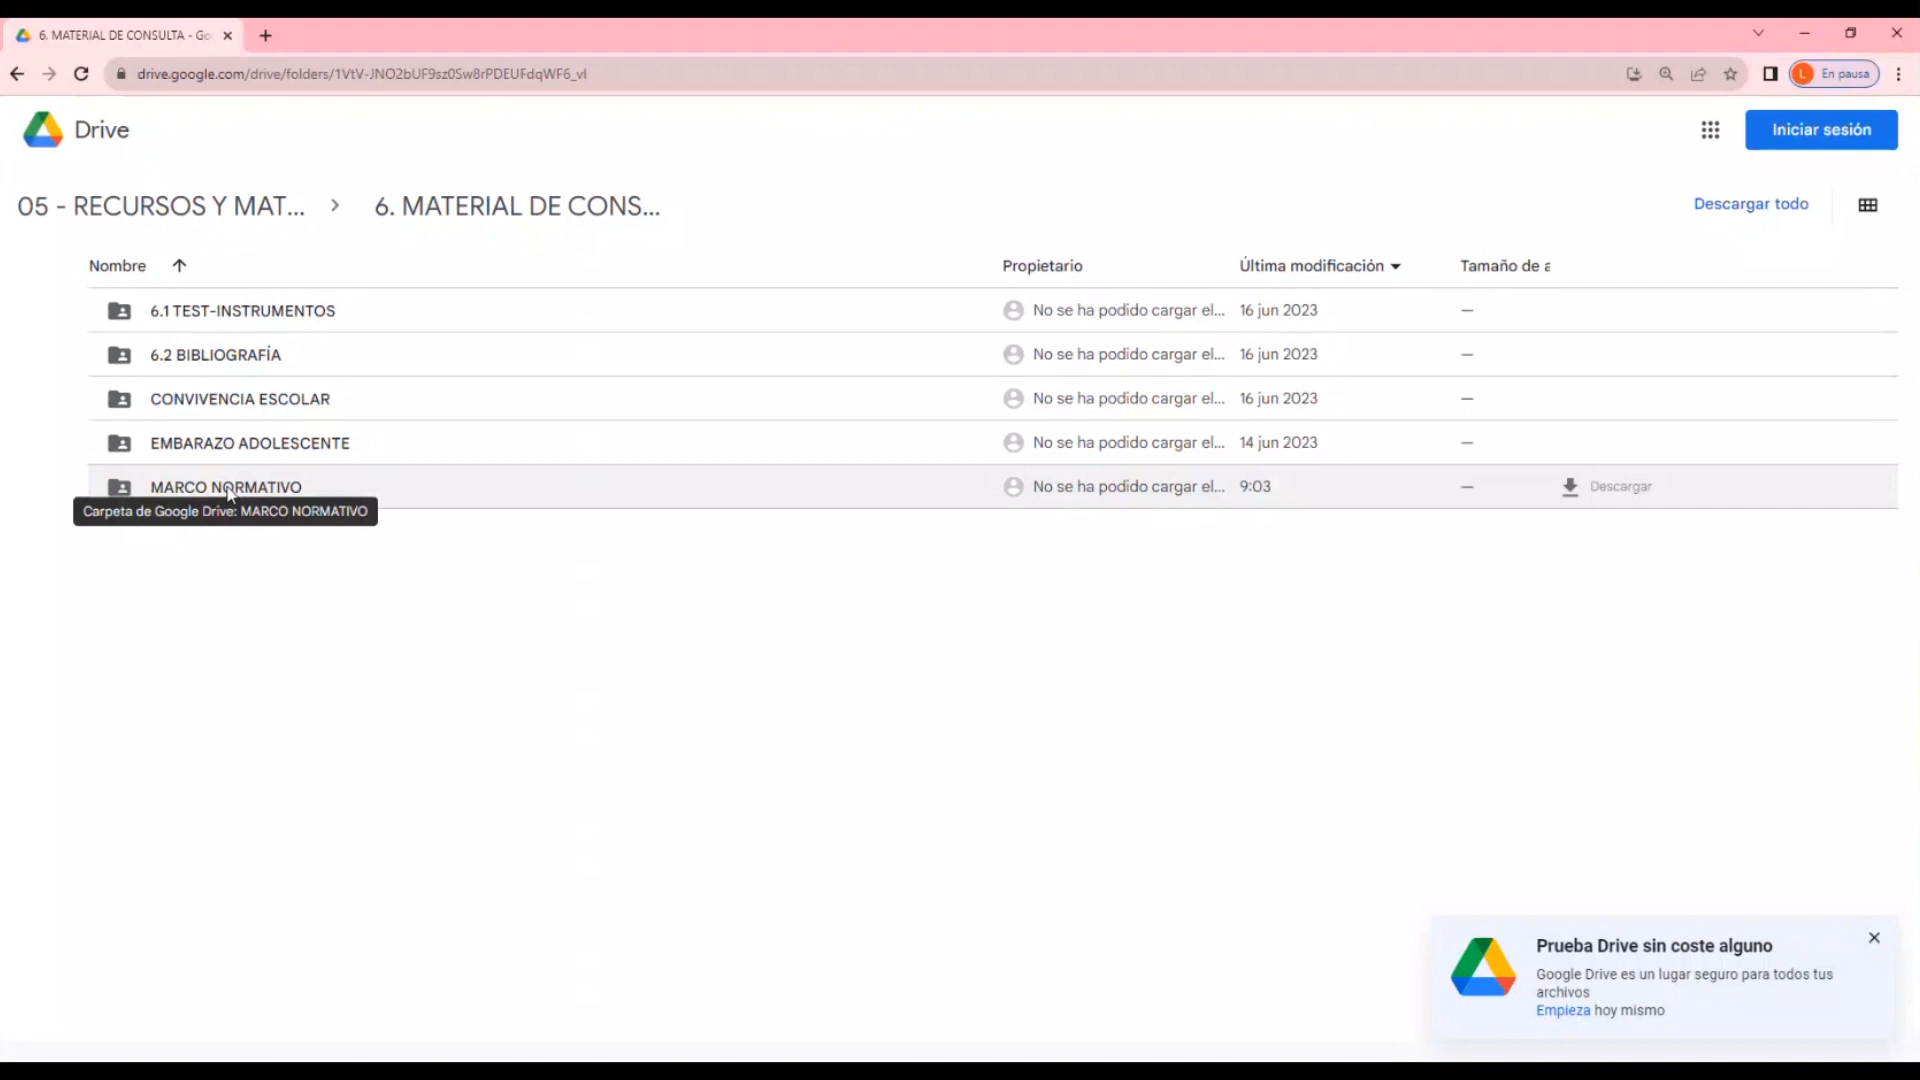 6. MATERIAL DE CONSULTA - Go
drive.google.com/drive/folders/1VtV-JNO2bUF9sz0Sw8rPDEUFdqWF6_vl
L En pausa
Drive
Iniciar sesión
05 - RECURSOS Y MAT... > 6. MATERIAL DE CONS...
Descargar todo
Nombre Propietario Última modificación Tamaño de a
6.1 TEST-INSTRUMENTOS No se ha podido cargar el... 16 jun 2023 —
6.2 BIBLIOGRAFÍA No se ha podido cargar el... 16 jun 2023 —
CONVIVENCIA ESCOLAR No se ha podido cargar el... 16 jun 2023 —
EMBARAZO ADOLESCENTE No se ha podido cargar el... 14 jun 2023 —
MARCO NORMATIVO No se ha podido cargar el... 9:03 — Descargar
Carpeta de Google Drive: MARCO NORMATIVO
Prueba Drive sin coste alguno
Google Drive es un lugar seguro para todos tus
archivos
Empieza hoy mismo